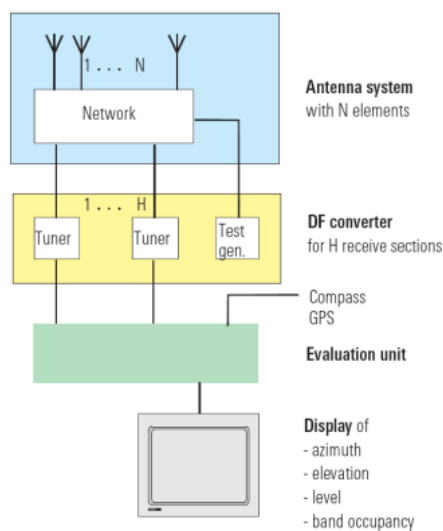 1 . . . N
Network
Antenna system
with N elements
1 . . . H
Tuner
Tuner
Test
gen.
DF converter
for H receive sections
Compass
GPS
Evaluation unit
Display of
- azimuth
- elevation
- level
- band occupancy